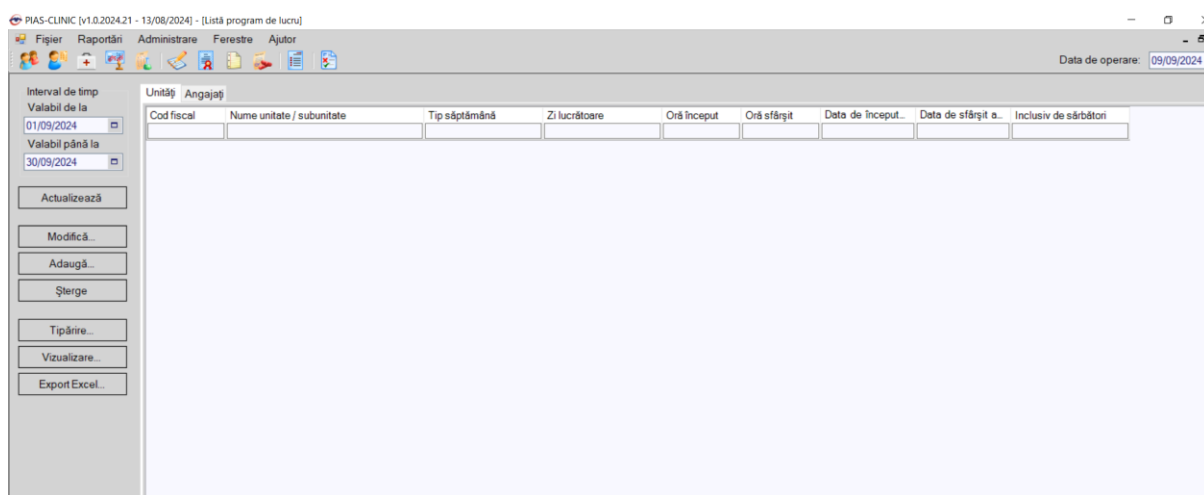 PIAS-CLINIC [v1.0.2024.21 - 13/08/2024] - [Listă program de lucru]
Fișier Raportări Administrare Ferestre Ajutor
Data de operare: 09/09/2024
Interval de timp
Valabil de la
01/09/2024
Valabil până la
30/09/2024
Actualizează
Modifică...
Adaugă...
Șterge
Tipărire...
Vizualizare...
Export Excel...
Unități Angajați
Cod fiscal Nume unitate / subunitate Tip săptămână Zi lucrătoare Oră început Oră sfârșit Data de început... Data de sfârșit a... Inclusiv de sărbători